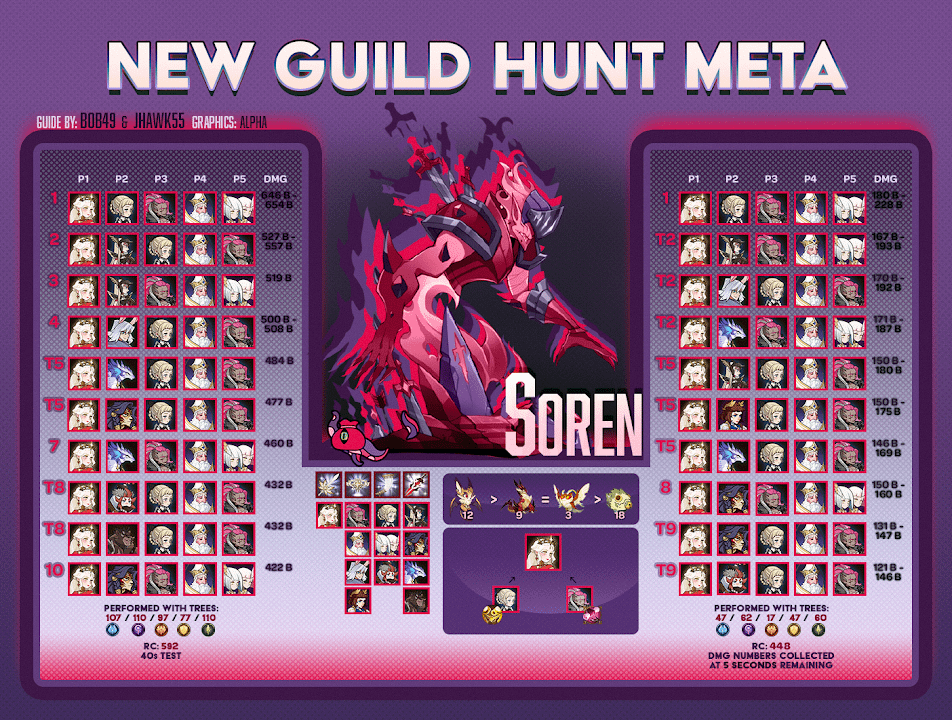 NEW GUILD HUNT META
GUIDE BY: BOB49 & JHAWK55 GRAPHICS: ALPHA
P1 P2 P3 P4 P5 DMG
1 646 B - 654 B
2 527 B - 557 B
3 519 B
4 500 B - 508 B
T5 484 B
T5 477 B
7 460 B
T8 432 B
T8 432 B
10 422 B
PERFORMED WITH TREES:
107 / 110 / 97 / 77 / 110
RC: 592
40s TEST
SOREN
12 > 9 = 3 > 18
P1 P2 P3 P4 P5 DMG
1 180 B - 228 B
T2 167 B - 193 B
T2 170 B - 192 B
T2 171 B - 187 B
T5 150 B - 180 B
T5 150 B - 175 B
T5 146 B - 169 B
8 150 B - 160 B
T9 131 B - 147 B
T9 121 B - 146 B
PERFORMED WITH TREES:
47 / 62 / 17 / 47 / 60
RC: 448
DMG NUMBERS COLLECTED
AT 5 SECONDS REMAINING